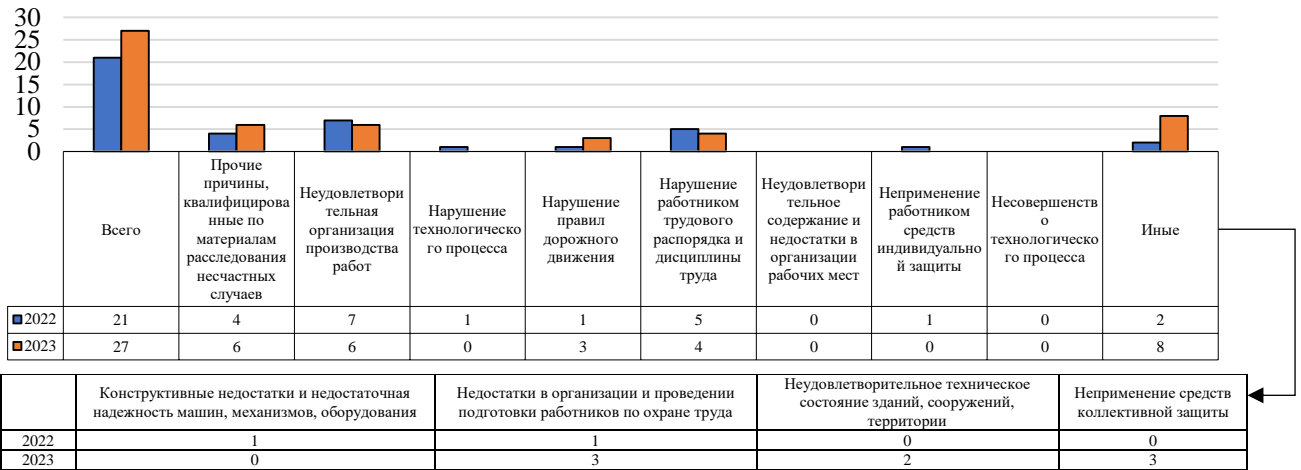 30
25
20
15
10
5
0
Всего
Прочие
причины,
квалифицирова
нные по
материалам
расследования
несчастных
случаев
Неудовлетвори
тельная
организация
производства
работ
Нарушение
технологическо
го процесса
Нарушение
правил
дорожного
движения
Нарушение
работником
трудового
распорядка и
дисциплины
труда
Неудовлетвори
тельное
содержание и
недостатки в
организации
рабочих мест
Неприменение
работником
средств
индивидуально
й защиты
Несовершенств
о
технологическо
го процесса
Иные
2022 21 4 7 1 1 5 0 1 0 2
2023 27 6 6 0 3 4 0 0 0 8
Конструктивные недостатки и недостаточная
надежность машин, механизмов, оборудования
Недостатки в организации и проведении
подготовки работников по охране труда
Неудовлетворительное техническое
состояние зданий, сооружений,
территории
Неприменение средств
коллективной защиты
2022 1 1 0 0
2023 0 3 2 3